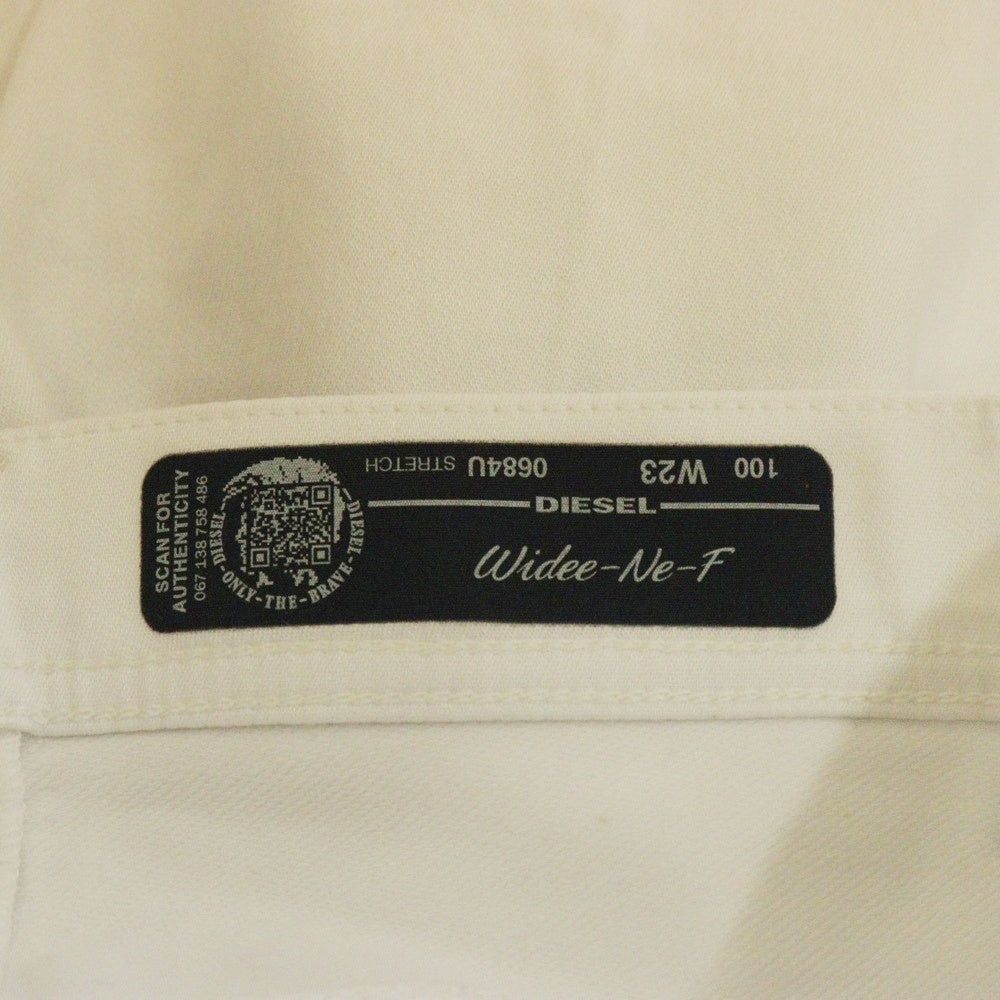 SCAN FOR
AUTHENTICITY
067 138 758 486
DIESEL-ONLY-THE-BRAVE-DIESEL
100 W23 0684U STRETCH
DIESEL
Widee-Ne-F